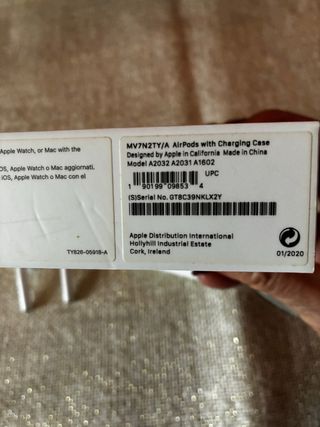 Apple Watch, or Mac with the
OS, Apple Watch o Mac aggiornati.
iOS, Apple Watch o Mac con el
TY828-05918-A
MV7N2TY/A AirPods with Charging Case
Designed by Apple in California Made in China
Model A2032 A2031 A1602
UPC
1 90199 09853 4
(S)Serial No. GT8C39NKLX2Y
Apple Distribution International
Hollyhill Industrial Estate
Cork, Ireland
01/2020